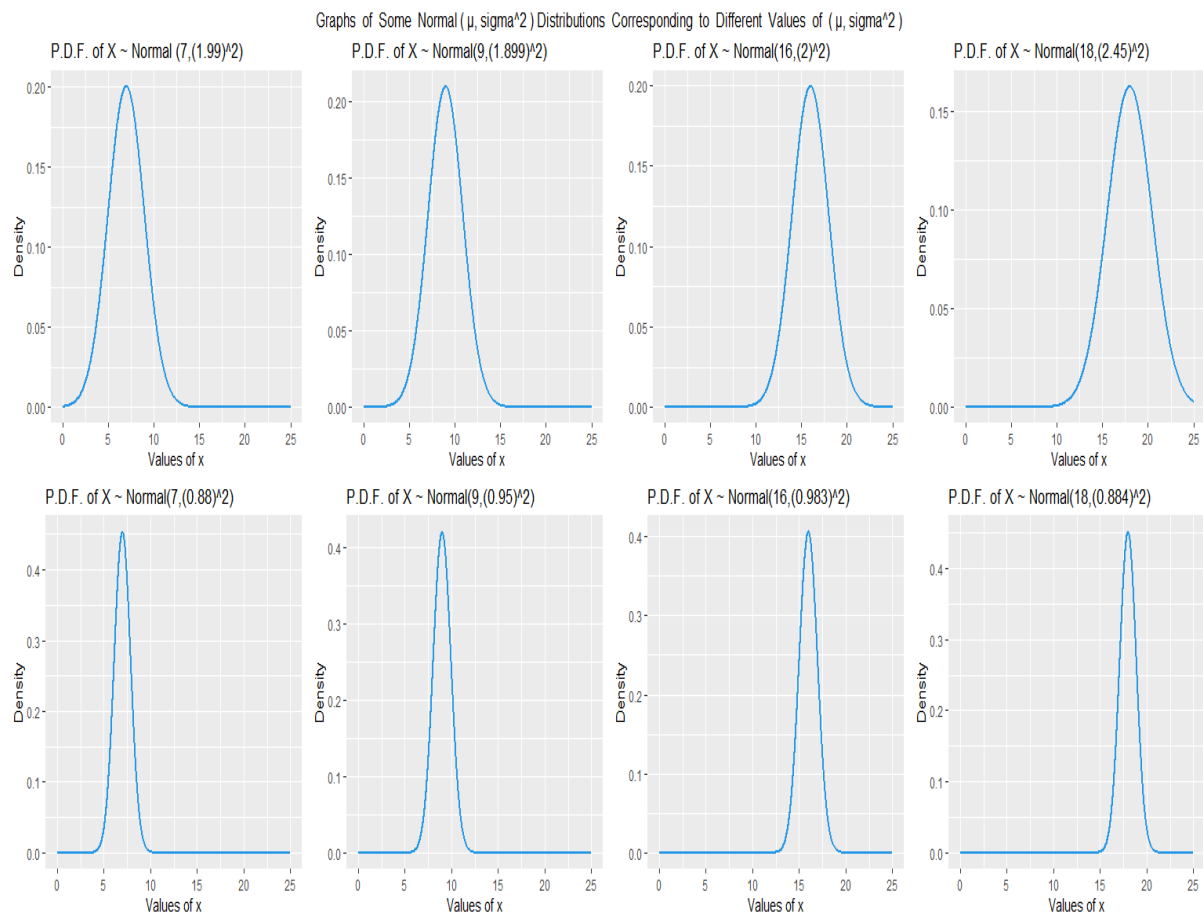 Graphs of Some Normal ( μ, sigma^2 ) Distributions Corresponding to Different Values of ( μ, sigma^2 )
P.D.F. of X ~ Normal (7,(1.99)^2)
Density
0.20
0.15
0.10
0.05
0.00
0 5 10 15 20 25
Values of x
P.D.F. of X ~ Normal(9,(1.899)^2)
Density
0.20
0.15
0.10
0.05
0.00
0 5 10 15 20 25
Values of x
P.D.F. of X ~ Normal(16,(2)^2)
Density
0.20
0.15
0.10
0.05
0.00
0 5 10 15 20 25
Values of x
P.D.F. of X ~ Normal(18,(2.45)^2)
Density
0.15
0.10
0.05
0.00
0 5 10 15 20 25
Values of x
P.D.F. of X ~ Normal(7,(0.88)^2)
Density
0.4
0.3
0.2
0.1
0.0
0 5 10 15 20 25
Values of x
P.D.F. of X ~ Normal(9,(0.95)^2)
Density
0.4
0.3
0.2
0.1
0.0
0 5 10 15 20 25
Values of x
P.D.F. of X ~ Normal(16,(0.983)^2)
Density
0.4
0.3
0.2
0.1
0.0
0 5 10 15 20 25
Values of x
P.D.F. of X ~ Normal(18,(0.884)^2)
Density
0.4
0.3
0.2
0.1
0.0
0 5 10 15 20 25
Values of x